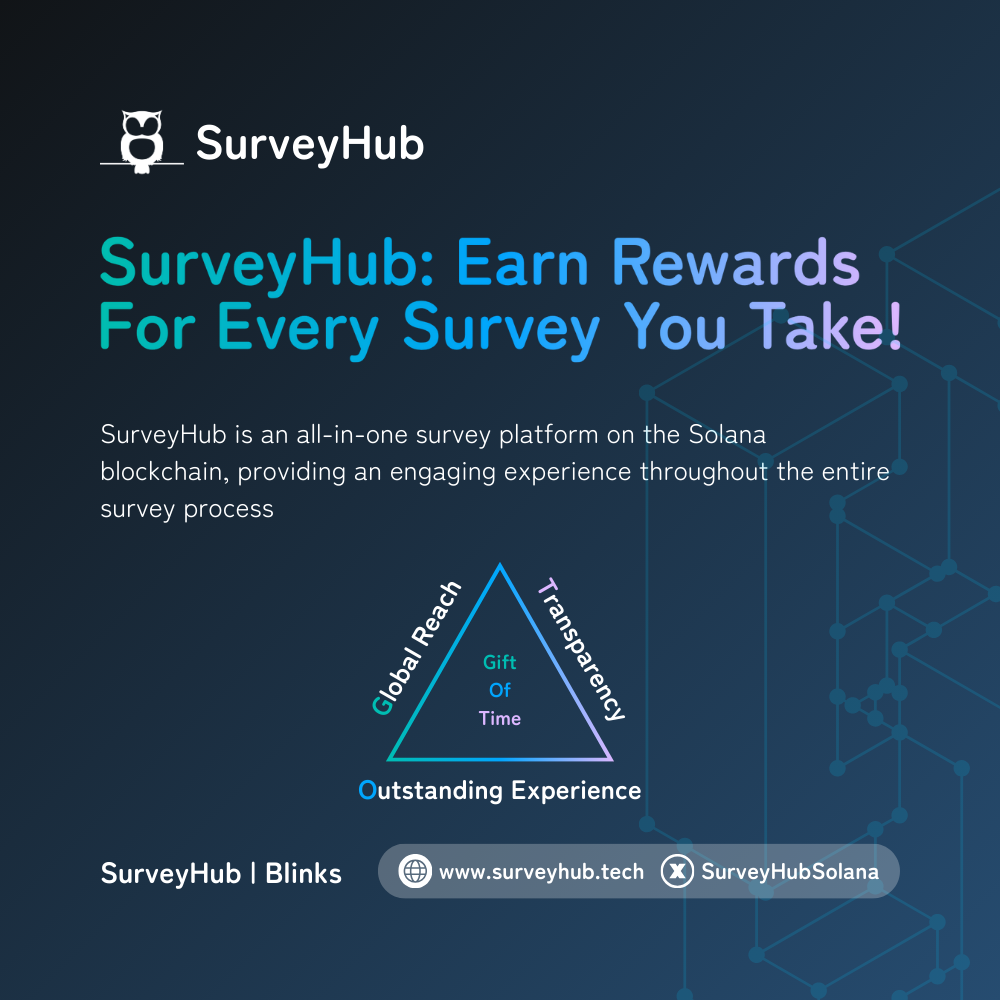 SurveyHub
SurveyHub: Earn Rewards
For Every Survey You Take!
SurveyHub is an all-in-one survey platform on the Solana
blockchain, providing an engaging experience throughout the entire
survey process
Global Reach
Transparency
Gift
Of
Time
Outstanding Experience
SurveyHub | Blinks
www.surveyhub.tech
X SurveyHubSolana